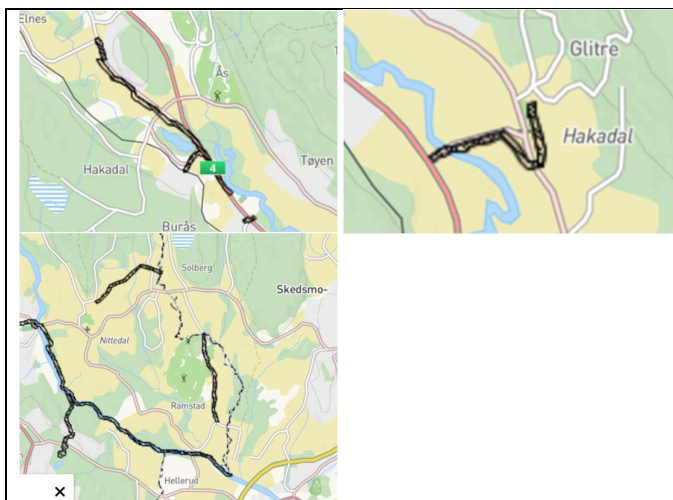 Elnes
Ås
Tøyen
Hakadal
4
Burås
Glitre
Hakadal
Solberg
Skedsmo-
Nittedal
Ramstad
Hellerud